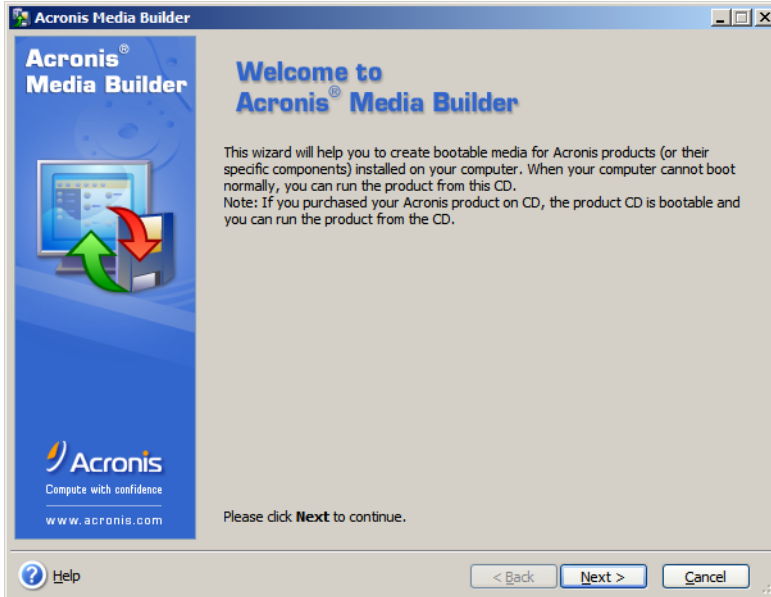 Acronis Media Builder
Acronis®
Media Builder
Welcome to
Acronis® Media Builder
This wizard will help you to create bootable media for Acronis products (or their
specific components) installed on your computer. When your computer cannot boot
normally, you can run the product from this CD.
Note: If you purchased your Acronis product on CD, the product CD is bootable and
you can run the product from the CD.
Acronis
Compute with confidence
www.acronis.com
Please click Next to continue.
Help
< Back
Next >
Cancel